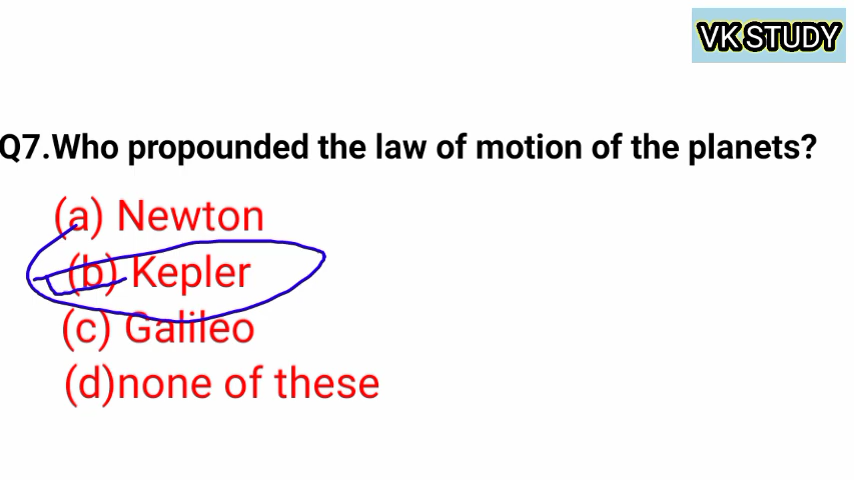 VK STUDY
Q7.Who propounded the law of motion of the planets?
(a) Newton
(b) Kepler
(c) Galileo
(d)none of these